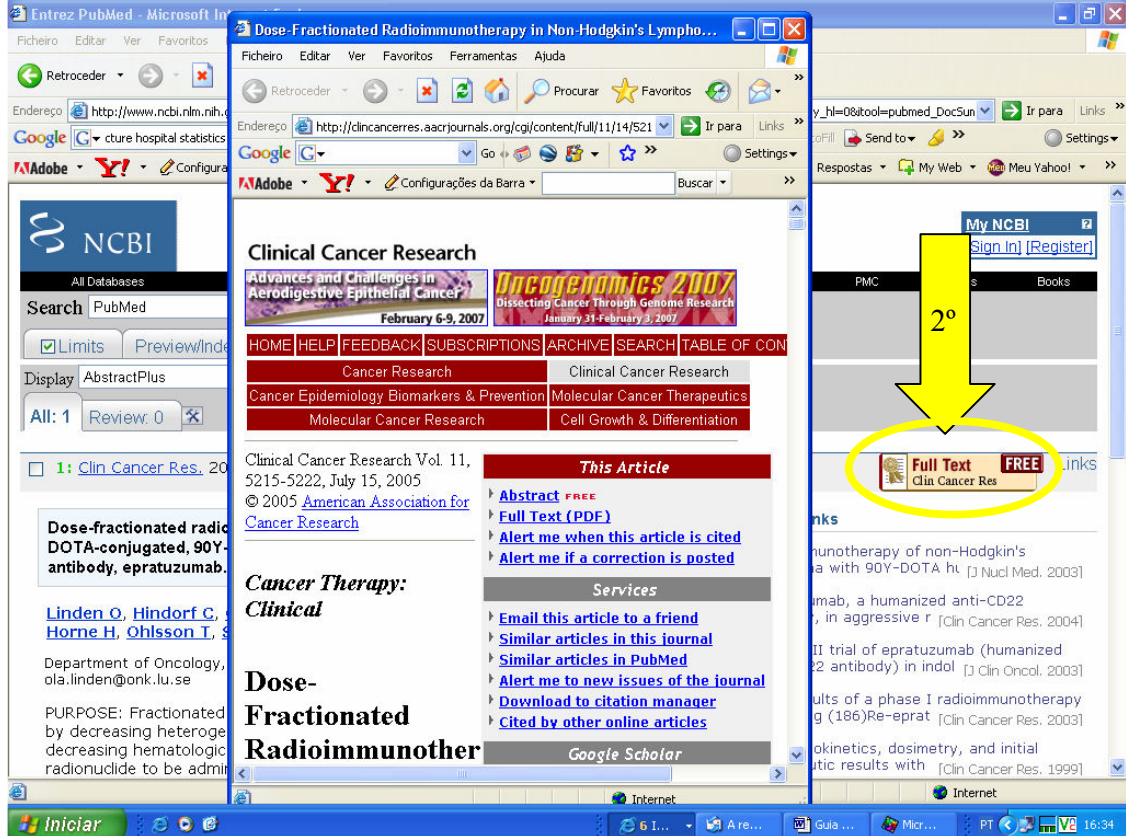 Entrez PubMed - Microsoft In
Ficheiro Editar Ver Favoritos
Retroceder
Endereço http://www.ncbi.nlm.nih.g
y_hl=0&itool=pubmed_DocSun Ir para Links »
Google cture hospital statistics
Send to Settings
Adobe Y! Configura
Respostas My Web Meu Yahoo! »
NCBI
My NCBI
[Sign In] [Register]
All Databases PMC Books
Search PubMed
Limits Preview/Inde
Display AbstractPlus
All: 1 Review: 0
1: Clin Cancer Res. 20
2º
Full Text FREE
Clin Cancer Res
Dose-fractionated radio
DOTA-conjugated, 90Y-
antibody, epratuzumab.
Linden O, Hindorf C,
Horne H, Ohlsson T,
Department of Oncology,
ola.linden@onk.lu.se
PURPOSE: Fractionated
by decreasing heteroge
decreasing hematologic
radionuclide to be admin
Dose-Fractionated Radioimmunotherapy in Non-Hodgkin's Lympho...
Ficheiro Editar Ver Favoritos Ferramentas Ajuda
Retroceder Procurar Favoritos »
Endereço http://clincancerres.aacrjournals.org/cgi/content/full/11/14/521 Ir para Links »
Google G Go » Settings
Adobe Y! Configurações da Barra Buscar »
Clinical Cancer Research
Advances and Challenges in
Aerodigestive Epithelial Cancer
February 6-9, 2007
Oncogenomics 2007
Dissecting Cancer Through Genome Research
January 31-February 3, 2007
HOME HELP FEEDBACK SUBSCRIPTIONS ARCHIVE SEARCH TABLE OF CON
Cancer Research Clinical Cancer Research
Cancer Epidemiology Biomarkers & Prevention Molecular Cancer Therapeutics
Molecular Cancer Research Cell Growth & Differentiation
Clinical Cancer Research Vol. 11,
5215-5222, July 15, 2005
© 2005 American Association for
Cancer Research
Cancer Therapy:
Clinical
Dose-
Fractionated
Radioimmunother
This Article
Abstract FREE
Full Text (PDF)
Alert me when this article is cited
Alert me if a correction is posted
Services
Email this article to a friend
Similar articles in this journal
Similar articles in PubMed
Alert me to new issues of the journal
Download to citation manager
Cited by other online articles
Google Scholar
Internet
inks
nks
nunotherapy of non-Hodgkin's
a with 90Y-DOTA hu [J Nucl Med. 2003]
umab, a humanized anti-CD22
, in aggressive r [Clin Cancer Res. 2004]
II trial of epratuzumab (humanized
22 antibody) in indol [J Clin Oncol. 2003]
ults of a phase I radioimmunotherapy
g (186)Re-eprat [Clin Cancer Res. 2003]
okinetics, dosimetry, and initial
utic results with [Clin Cancer Res. 1999]
Internet
Iniciar 6 I... A re... Guia ... Micr... PT 16:34